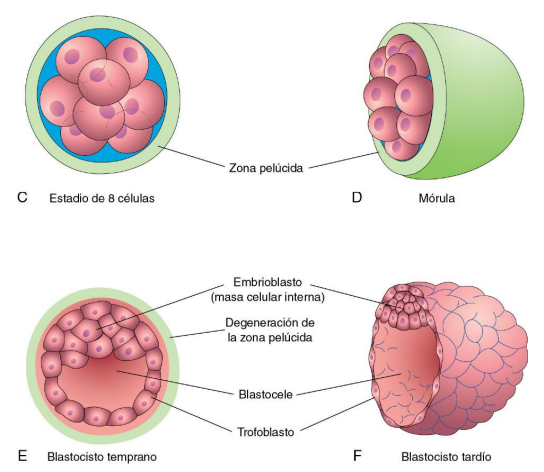 Zona pelúcida
C Estadio de 8 células
D Mórula
Embrioblasto
(masa celular interna)
Degeneración de
la zona pelúcida
Blastocele
Trofoblasto
E Blastocisto temprano
F Blastocisto tardío